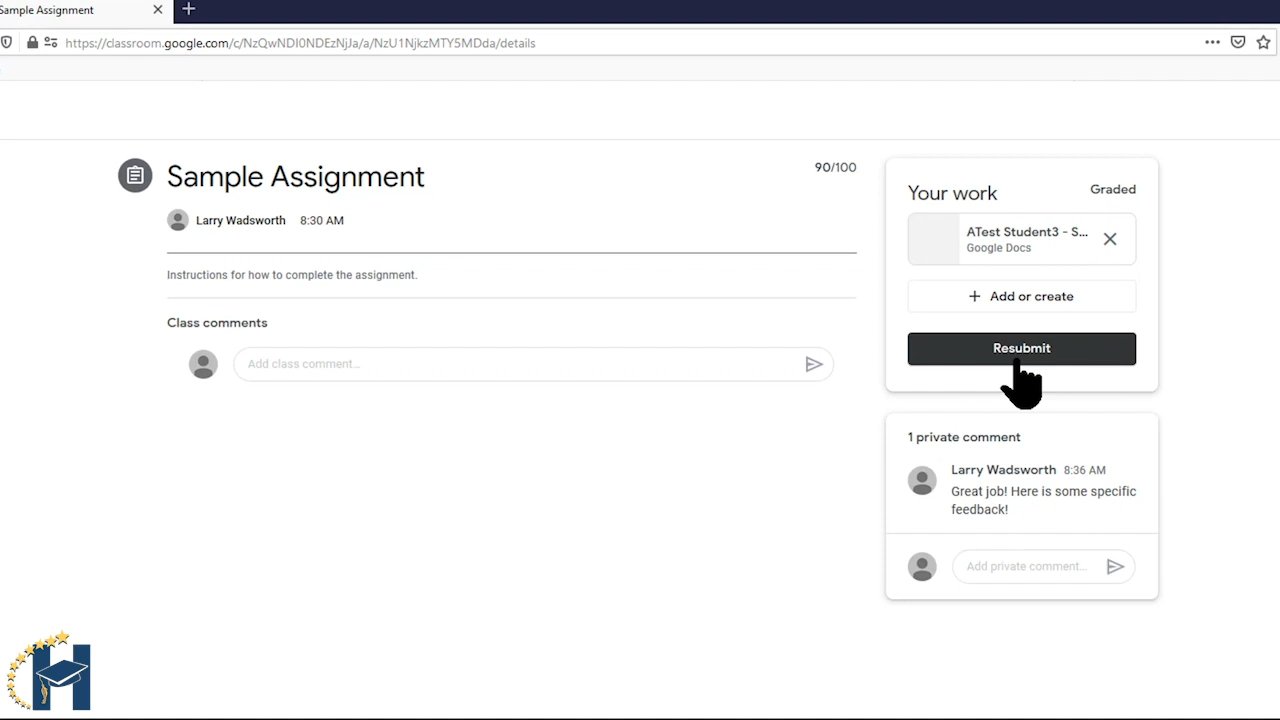 Sample Assignment
https://classroom.google.com/c/NzQwNDI0NDEzNjJa/a/NzU1NjkzMTY5MDda/details
Sample Assignment
90/100
Larry Wadsworth 8:30 AM
Instructions for how to complete the assignment.
Class comments
Add class comment...
Your work
Graded
ATest Student3 - S...
Google Docs
Add or create
Resubmit
1 private comment
Larry Wadsworth 8:36 AM
Great job! Here is some specific
feedback!
Add private comment...
H